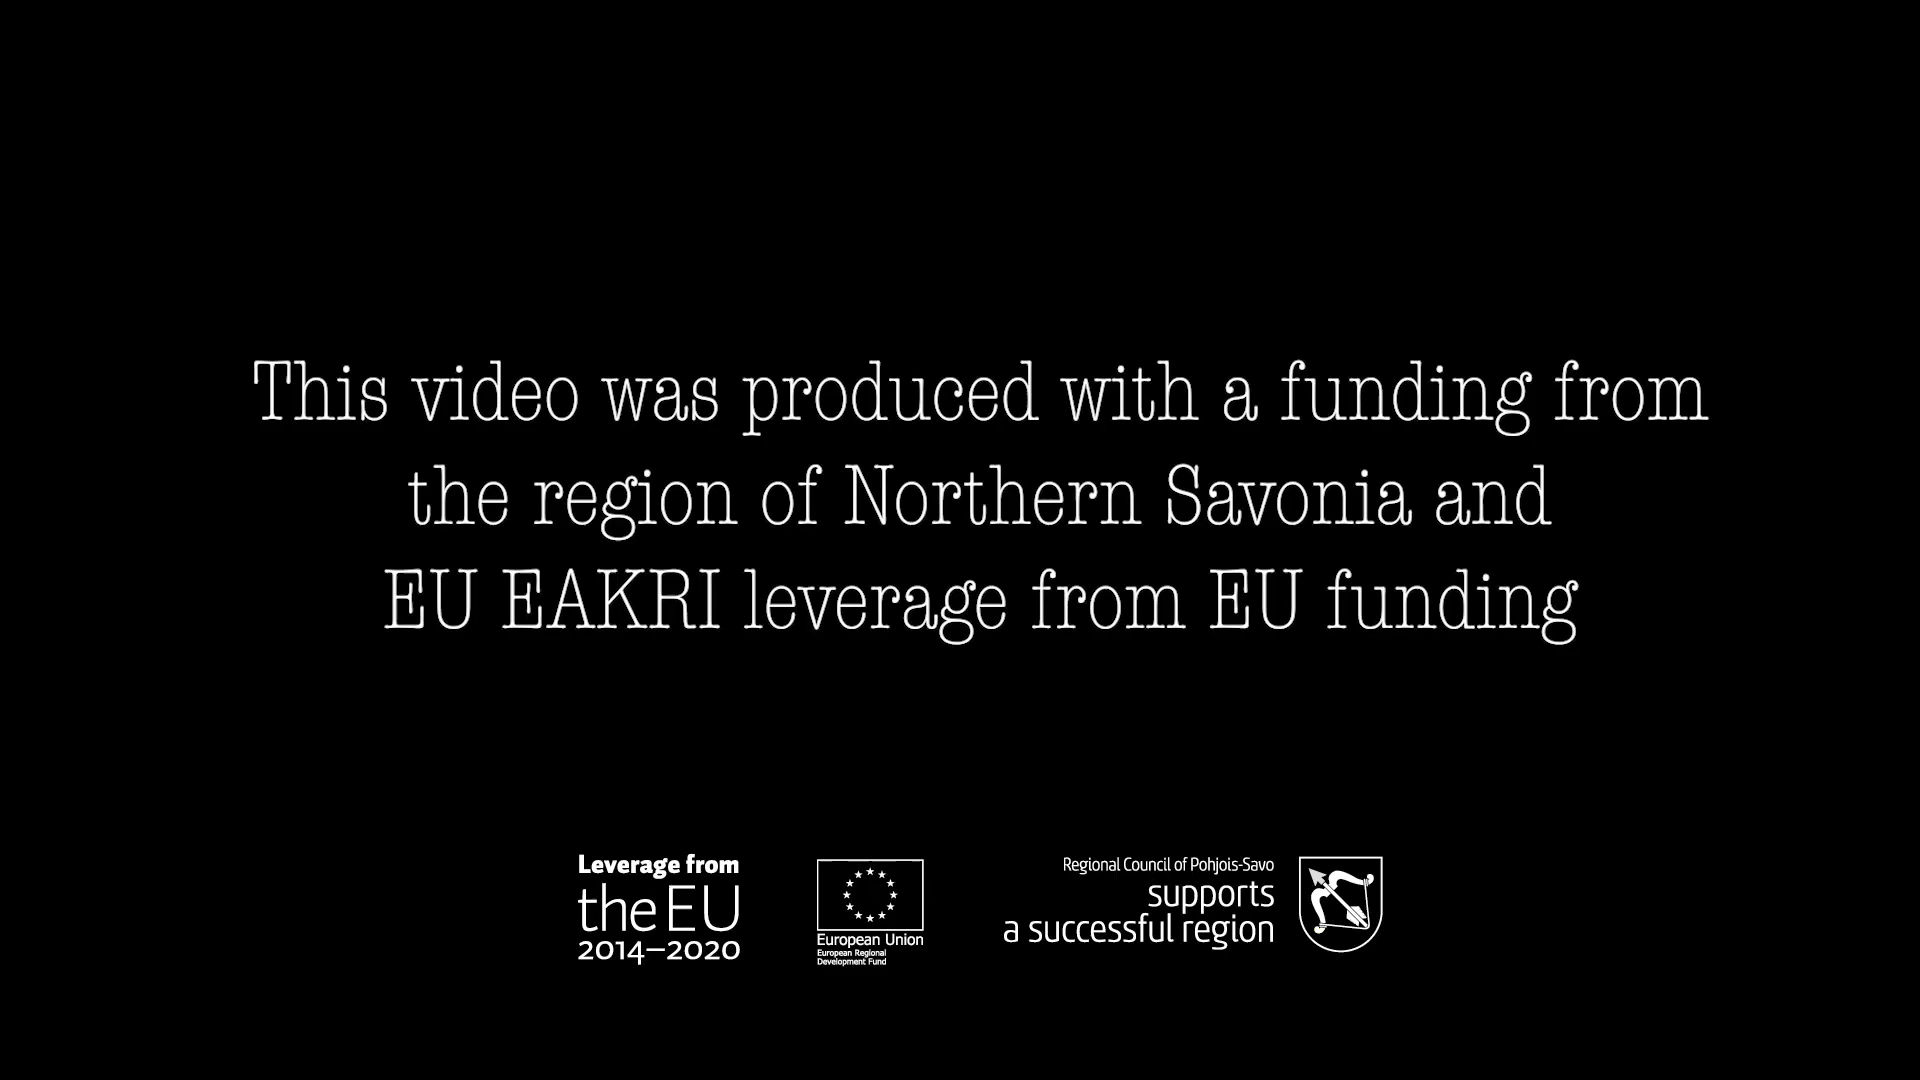 This video was produced with a funding from
the region of Northern Savonia and
EU EAKRI leverage from EU funding
Leverage from
the EU
2014–2020
European Union
European Regional
Development Fund
Regional Council of Pohjois-Savo
supports
a successful region